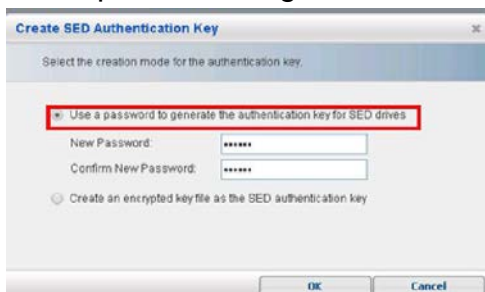 Create SED Authentication Key
Select the creation mode for the authentication key.
Use a password to generate the authentication key for SED drives
New Password:
Confirm New Password:
Create an encrypted key file as the SED authentication key
OK
Cancel